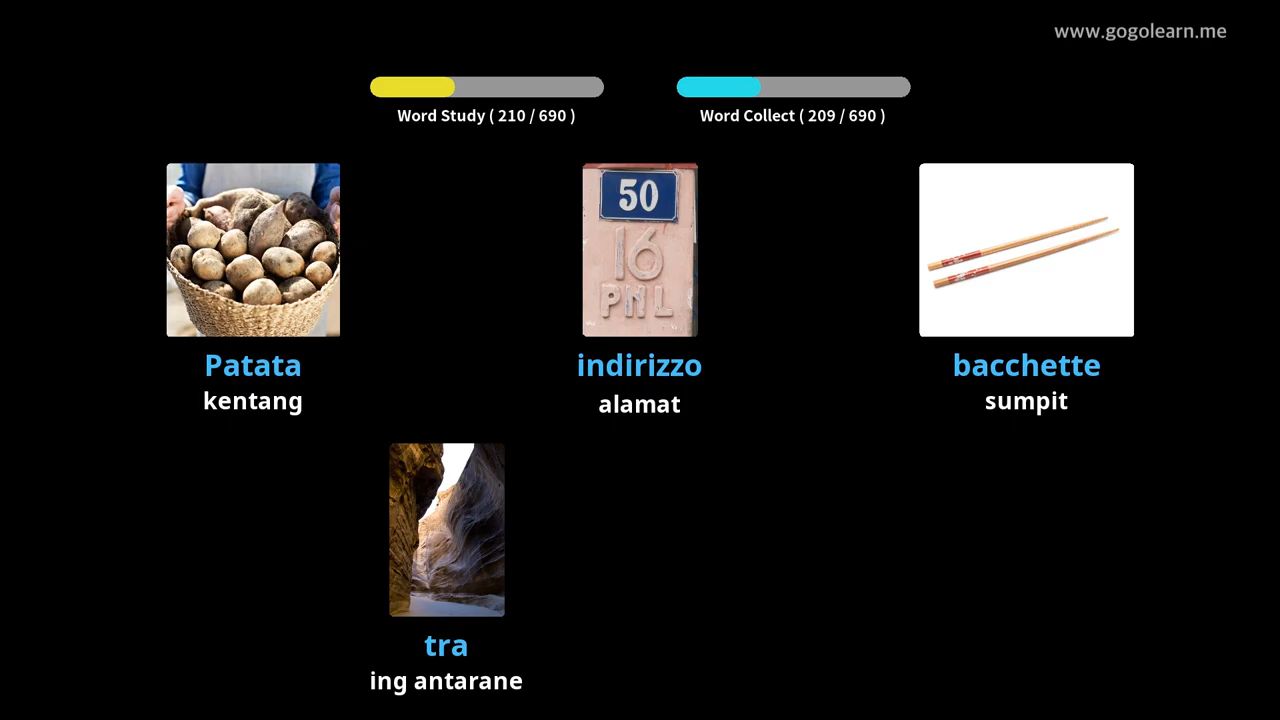 www.gogolearn.me
Word Study ( 210 / 690 )
Word Collect ( 209 / 690 )
50
16
PNL
Patata
kentang
indirizzo
alamat
bacchette
sumpit
tra
ing antarane